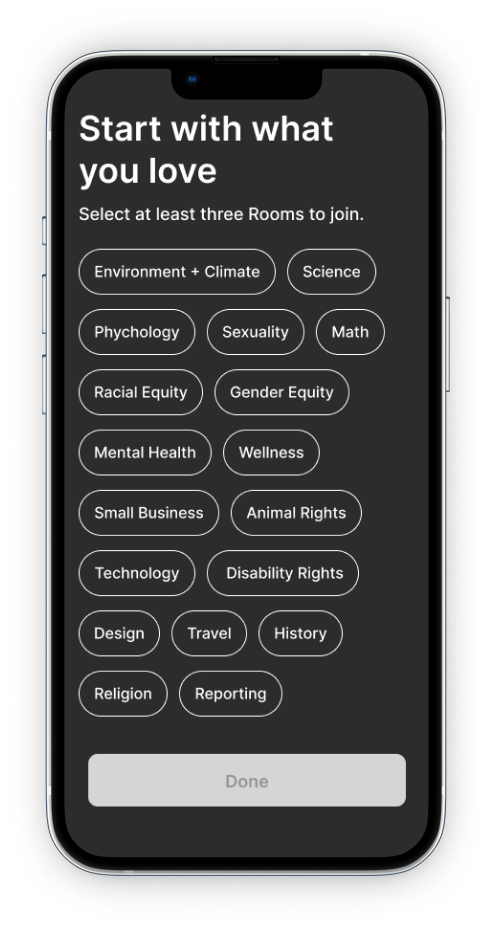 Start with what
you love
Select at least three Rooms to join.
Environment + Climate Science
Phychology Sexuality Math
Racial Equity Gender Equity
Mental Health Wellness
Small Business Animal Rights
Technology Disability Rights
Design Travel History
Religion Reporting
Done